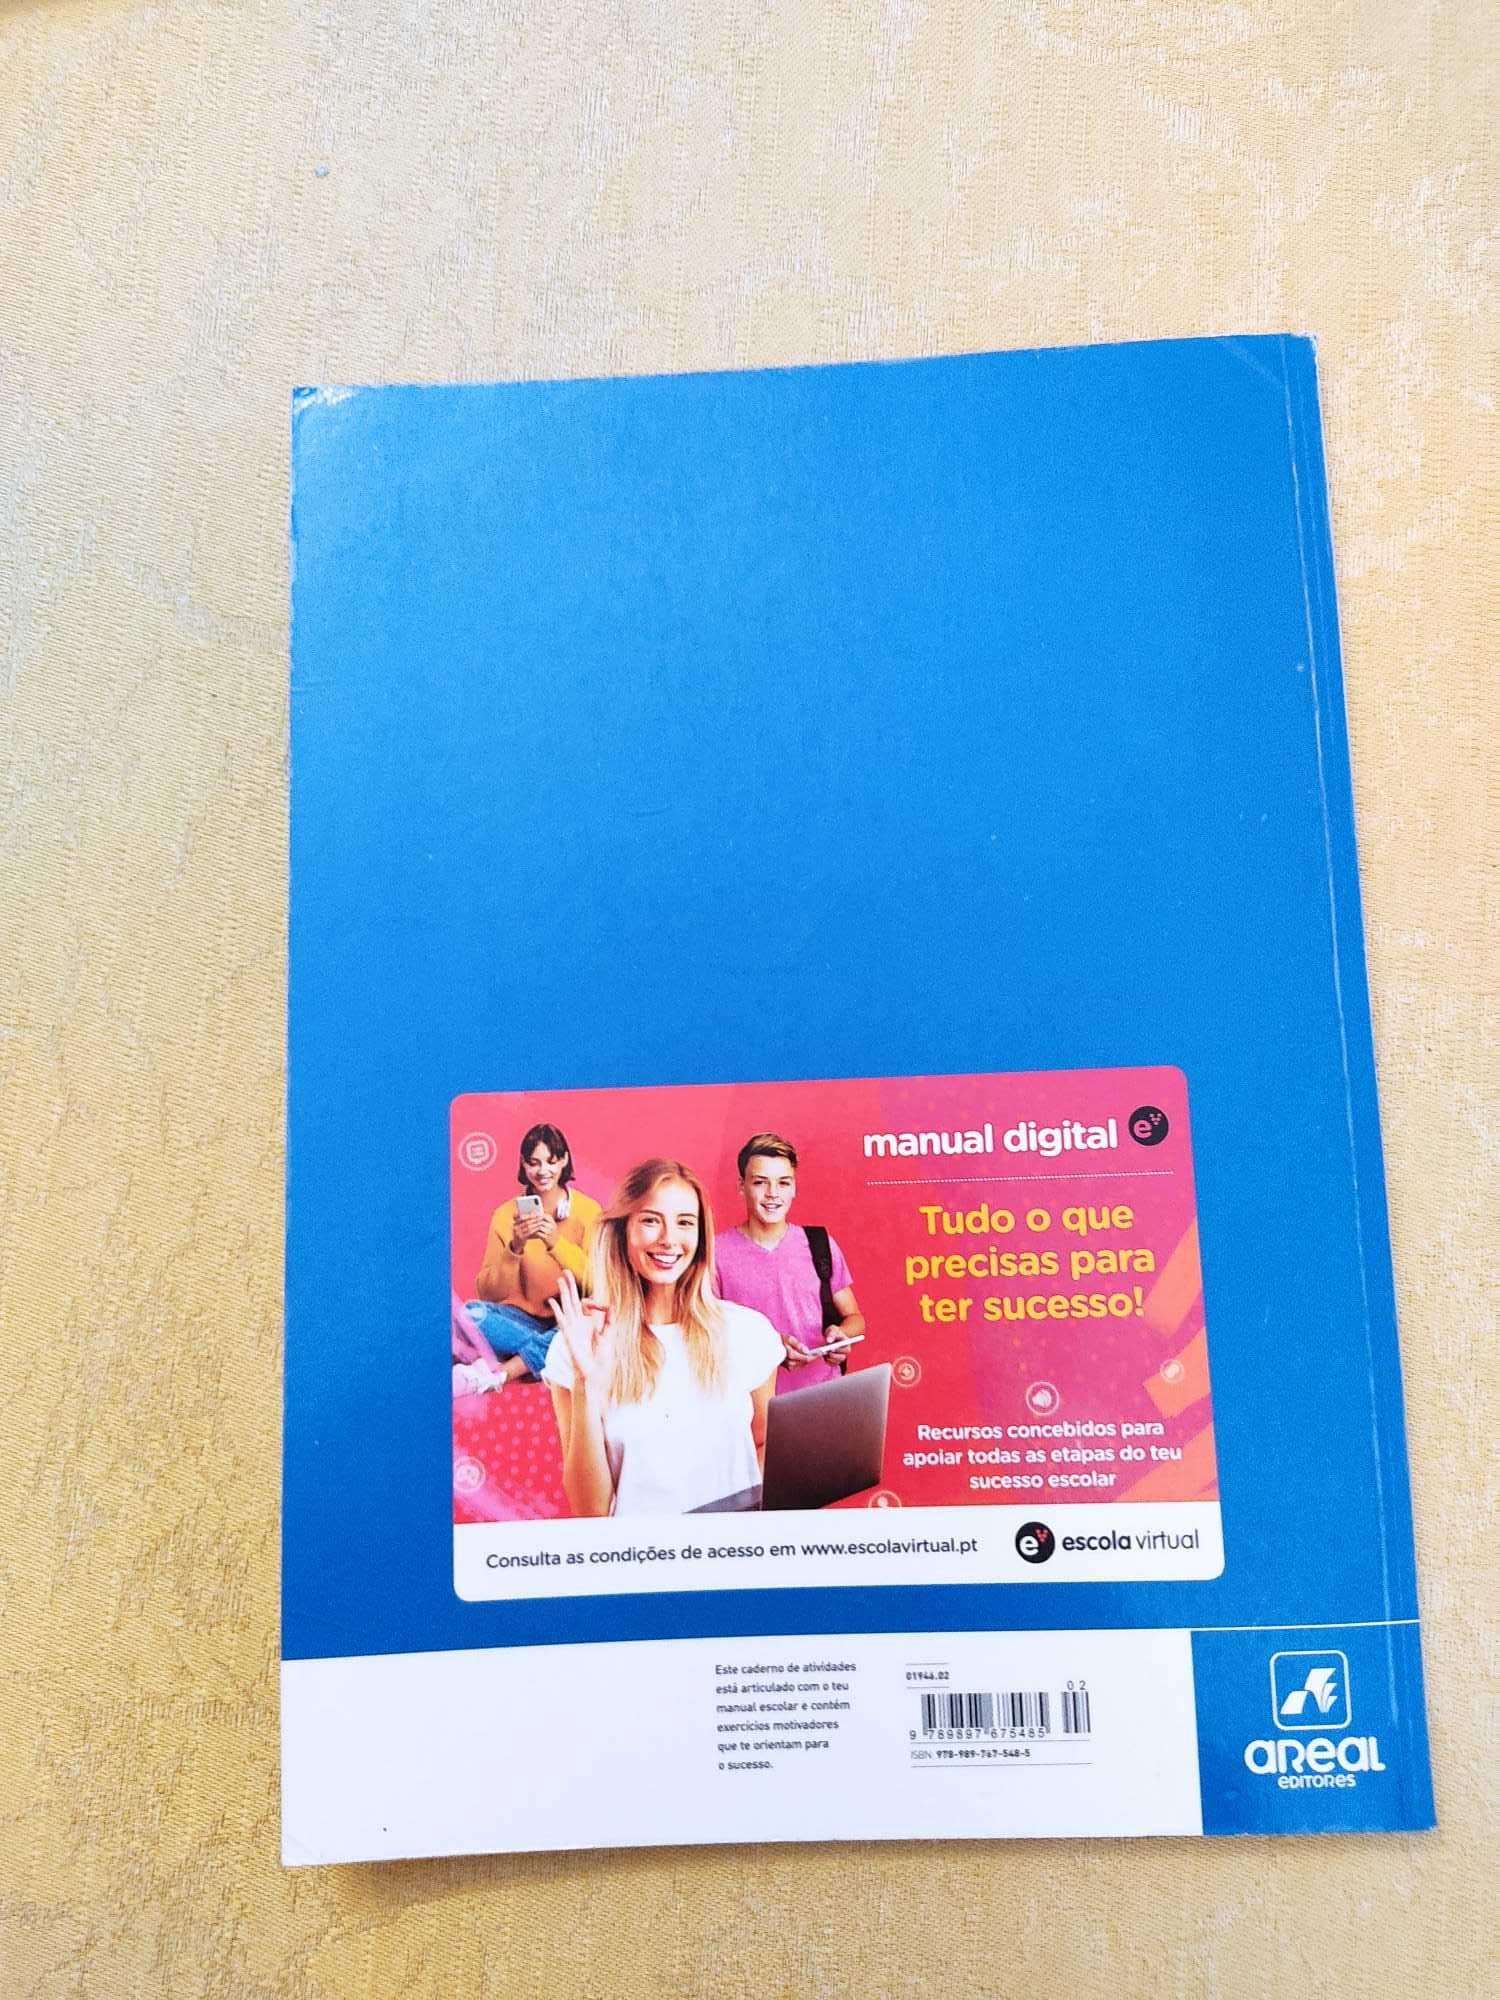 manual digital e
Tudo o que
precisas para
ter sucesso!
Recursos concebidos para
apoiar todas as etapas do teu
sucesso escolar
Consulta as condições de acesso em www.escolavirtual.pt
e escola virtual
Este caderno de atividades
está articulado com o teu
manual escolar e contém
exercícios motivadores
que te orientam para
o sucesso.
01946.02
02
9 789897 675485
ISBN 978-989-767-548-5
areal
editores